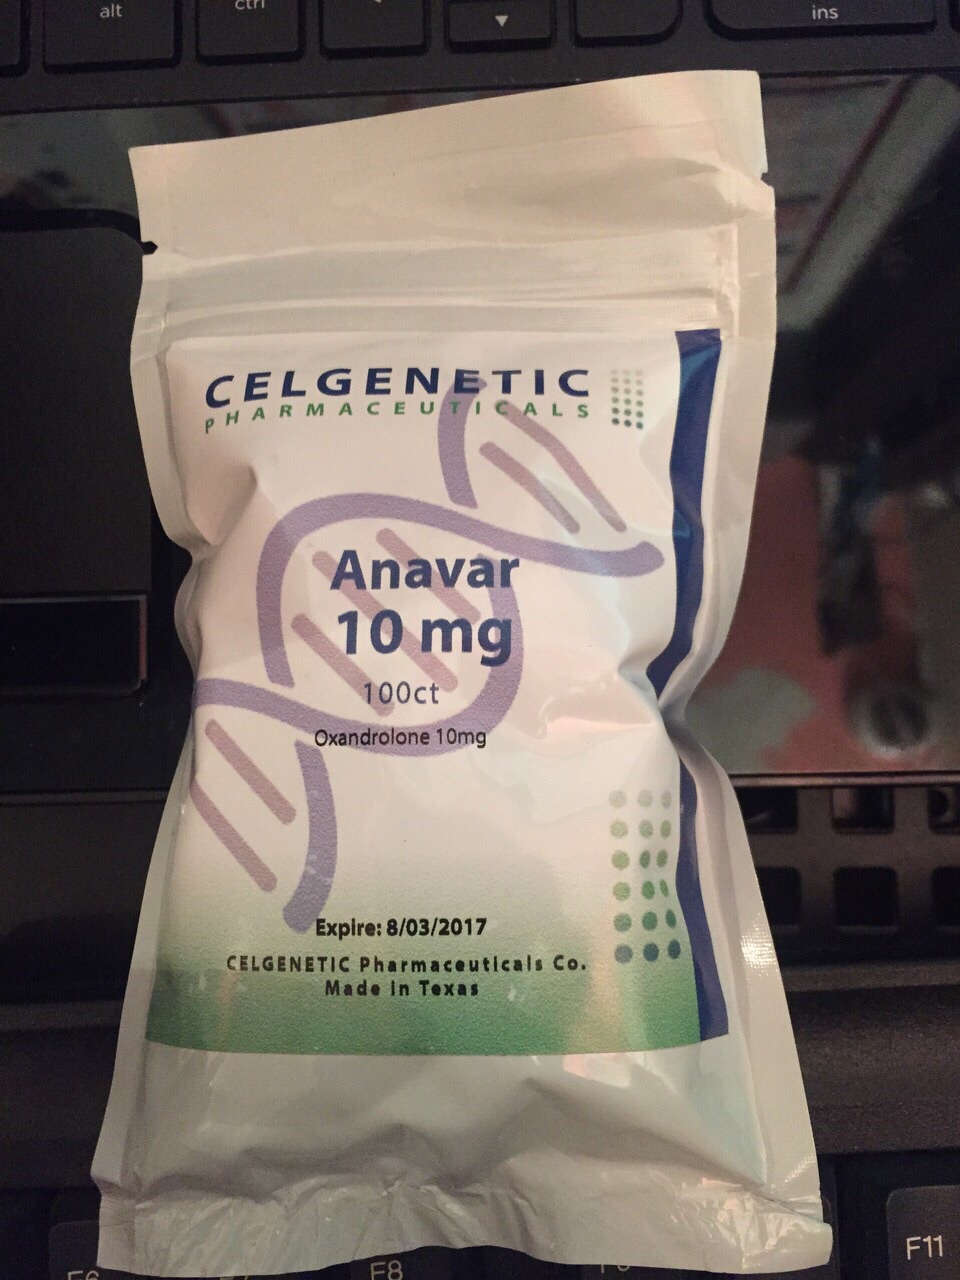 alt
ctrl
▼
ins
CELGENETIC
PHARMACEUTICALS
Anavar
10 mg
100ct
Oxandrolone 10mg
Expire: 8/03/2017
CELGENETIC Pharmaceuticals Co.
Made In Texas
F11
F6
F8